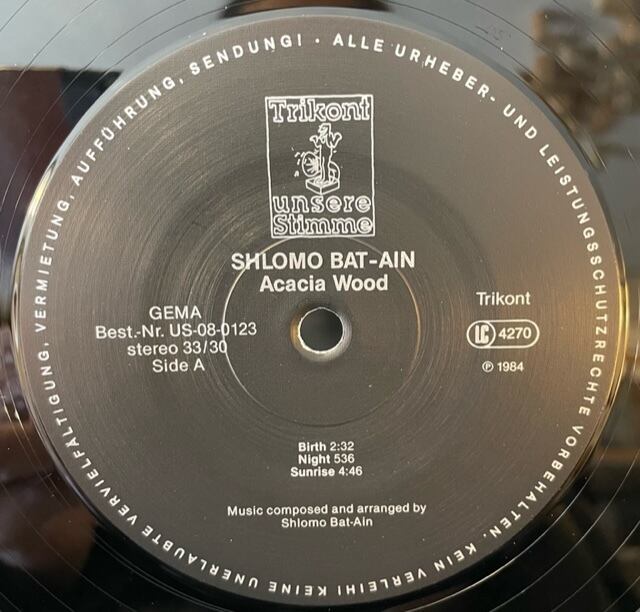 ALLE URHEBER- UND LEISTUNGSSCHUTZRECHTE VORBEHALTEN. KEIN VERLEIH! KEINE UNERLAUBTE VERVIELFÄLTIGUNG, VERMIETUNG, AUFFÜHRUNG, SENDUNG! ·
Trikont
unsere
Stimme
SHLOMO BAT-AIN
Acacia Wood
GEMA
Best.-Nr. US-08-0123
stereo 33/30
Side A
Trikont
LC 4270
℗ 1984
Birth 2:32
Night 536
Sunrise 4:46
Music composed and arranged by
Shlomo Bat-Ain